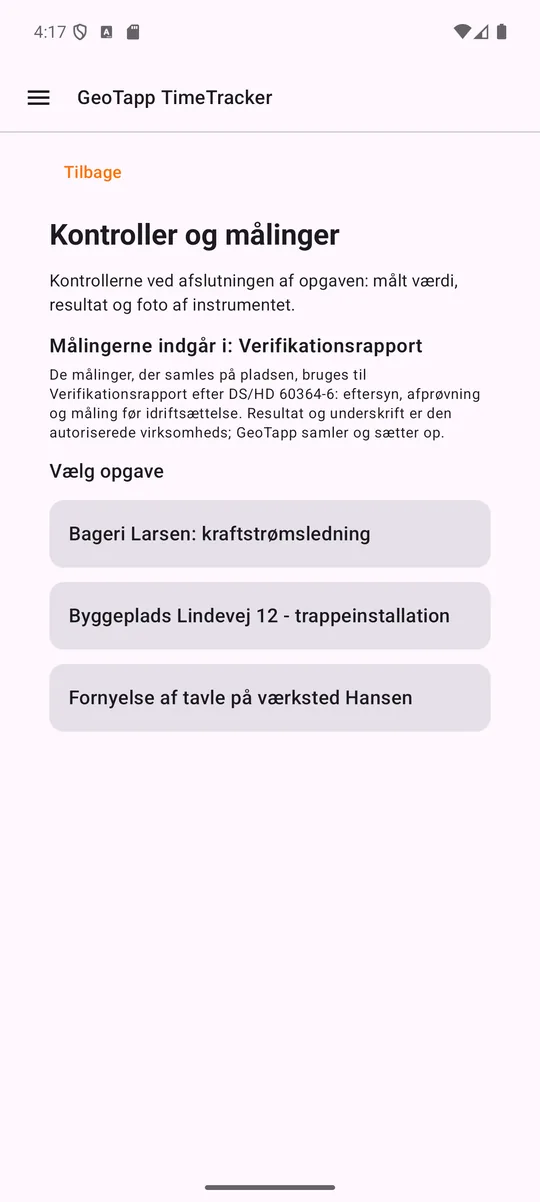 4:17
GeoTapp TimeTracker
Tilbage
Kontroller og målinger
Kontrollerne ved afslutningen af opgaven: målt værdi,
resultat og foto af instrumentet.
Målingerne indgår i: Verifikationsrapport
De målinger, der samles på pladsen, bruges til
Verifikationsrapport efter DS/HD 60364-6: eftersyn, afprøvning
og måling før idriftsættelse. Resultat og underskrift er den
autoriserede virksomheds; GeoTapp samler og sætter op.
Vælg opgave
Bageri Larsen: kraftstrømsledning
Byggeplads Lindevej 12 - trappeinstallation
Fornyelse af tavle på værksted Hansen